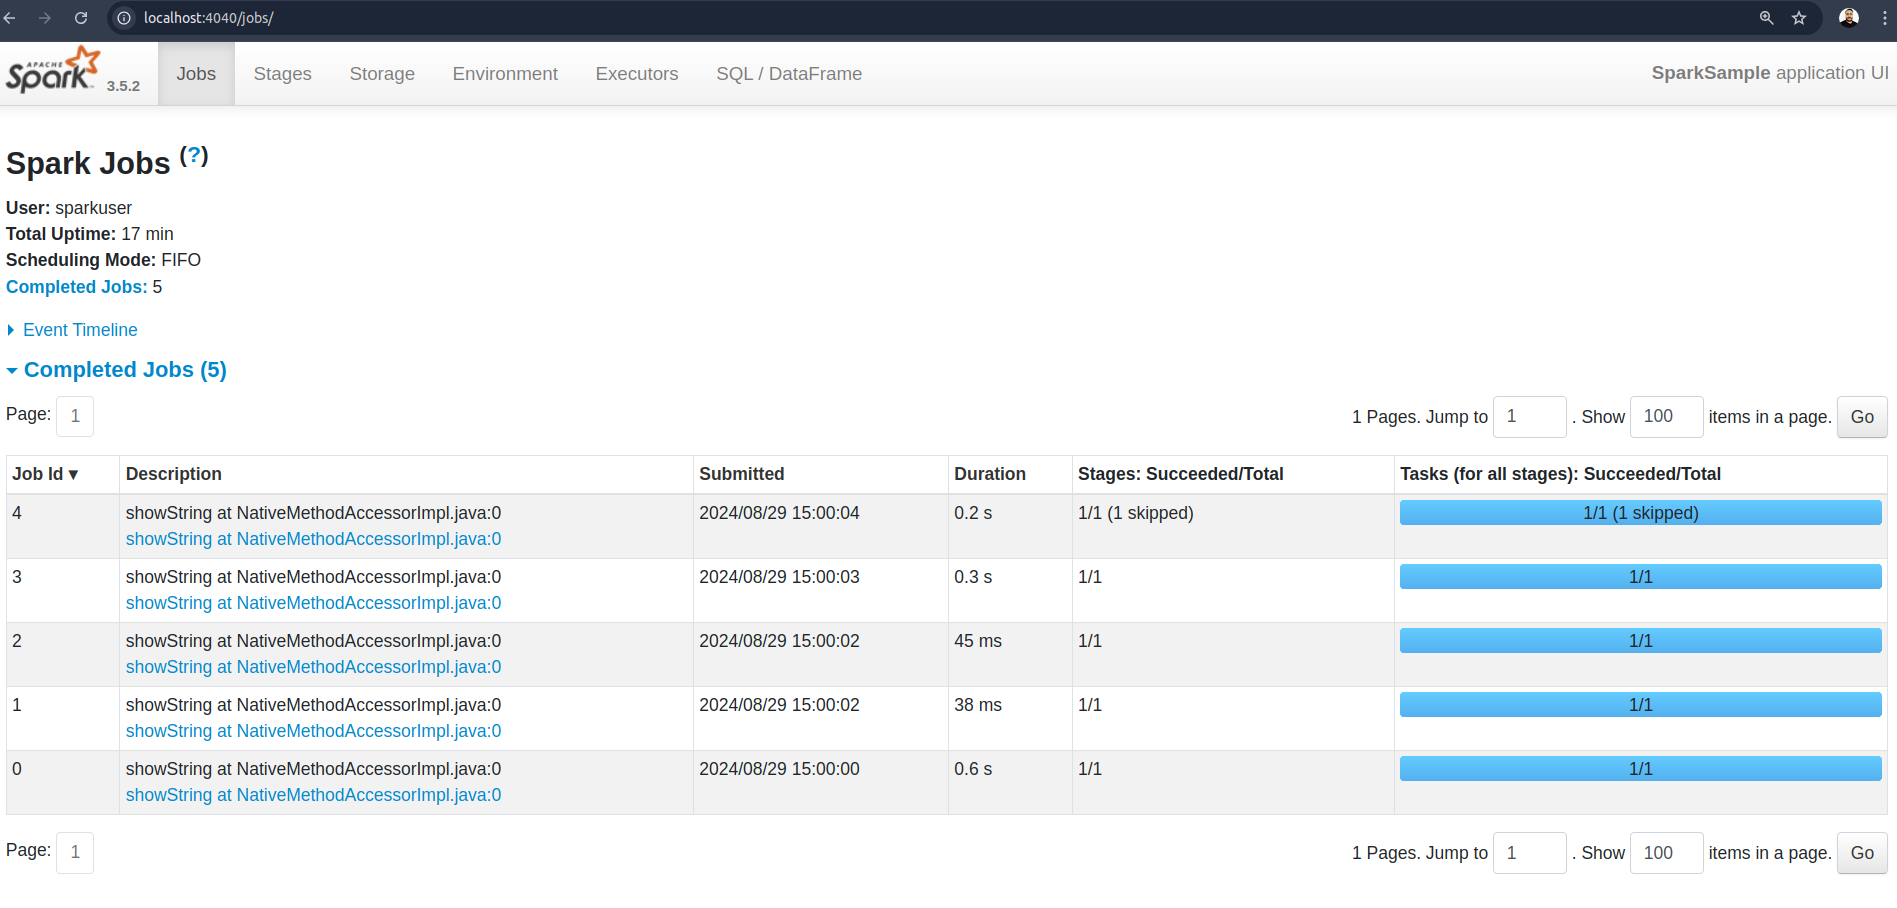 localhost:4040/jobs/
APACHE
Spark 3.5.2 Jobs Stages Storage Environment Executors SQL / DataFrame SparkSample application UI
Spark Jobs (?)
User: sparkuser
Total Uptime: 17 min
Scheduling Mode: FIFO
Completed Jobs: 5
Event Timeline
Completed Jobs (5)
Page: 1 1 Pages. Jump to 1 . Show 100 items in a page. Go
Job Id ▾ Description Submitted Duration Stages: Succeeded/Total Tasks (for all stages): Succeeded/Total
4 showString at NativeMethodAccessorImpl.java:0 2024/08/29 15:00:04 0.2 s 1/1 (1 skipped) 1/1 (1 skipped)
showString at NativeMethodAccessorImpl.java:0
3 showString at NativeMethodAccessorImpl.java:0 2024/08/29 15:00:03 0.3 s 1/1 1/1
showString at NativeMethodAccessorImpl.java:0
2 showString at NativeMethodAccessorImpl.java:0 2024/08/29 15:00:02 45 ms 1/1 1/1
showString at NativeMethodAccessorImpl.java:0
1 showString at NativeMethodAccessorImpl.java:0 2024/08/29 15:00:02 38 ms 1/1 1/1
showString at NativeMethodAccessorImpl.java:0
0 showString at NativeMethodAccessorImpl.java:0 2024/08/29 15:00:00 0.6 s 1/1 1/1
showString at NativeMethodAccessorImpl.java:0
Page: 1 1 Pages. Jump to 1 . Show 100 items in a page. Go